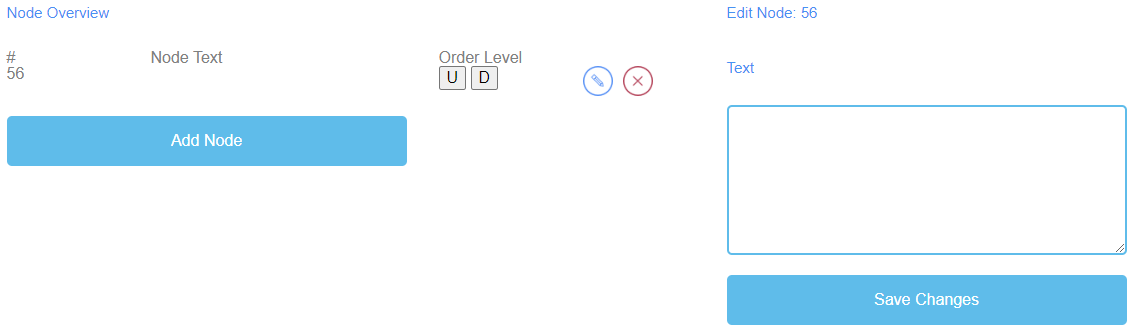 Node Overview
# Node Text Order Level
56 U D
Add Node
Edit Node: 56
Text
Save Changes